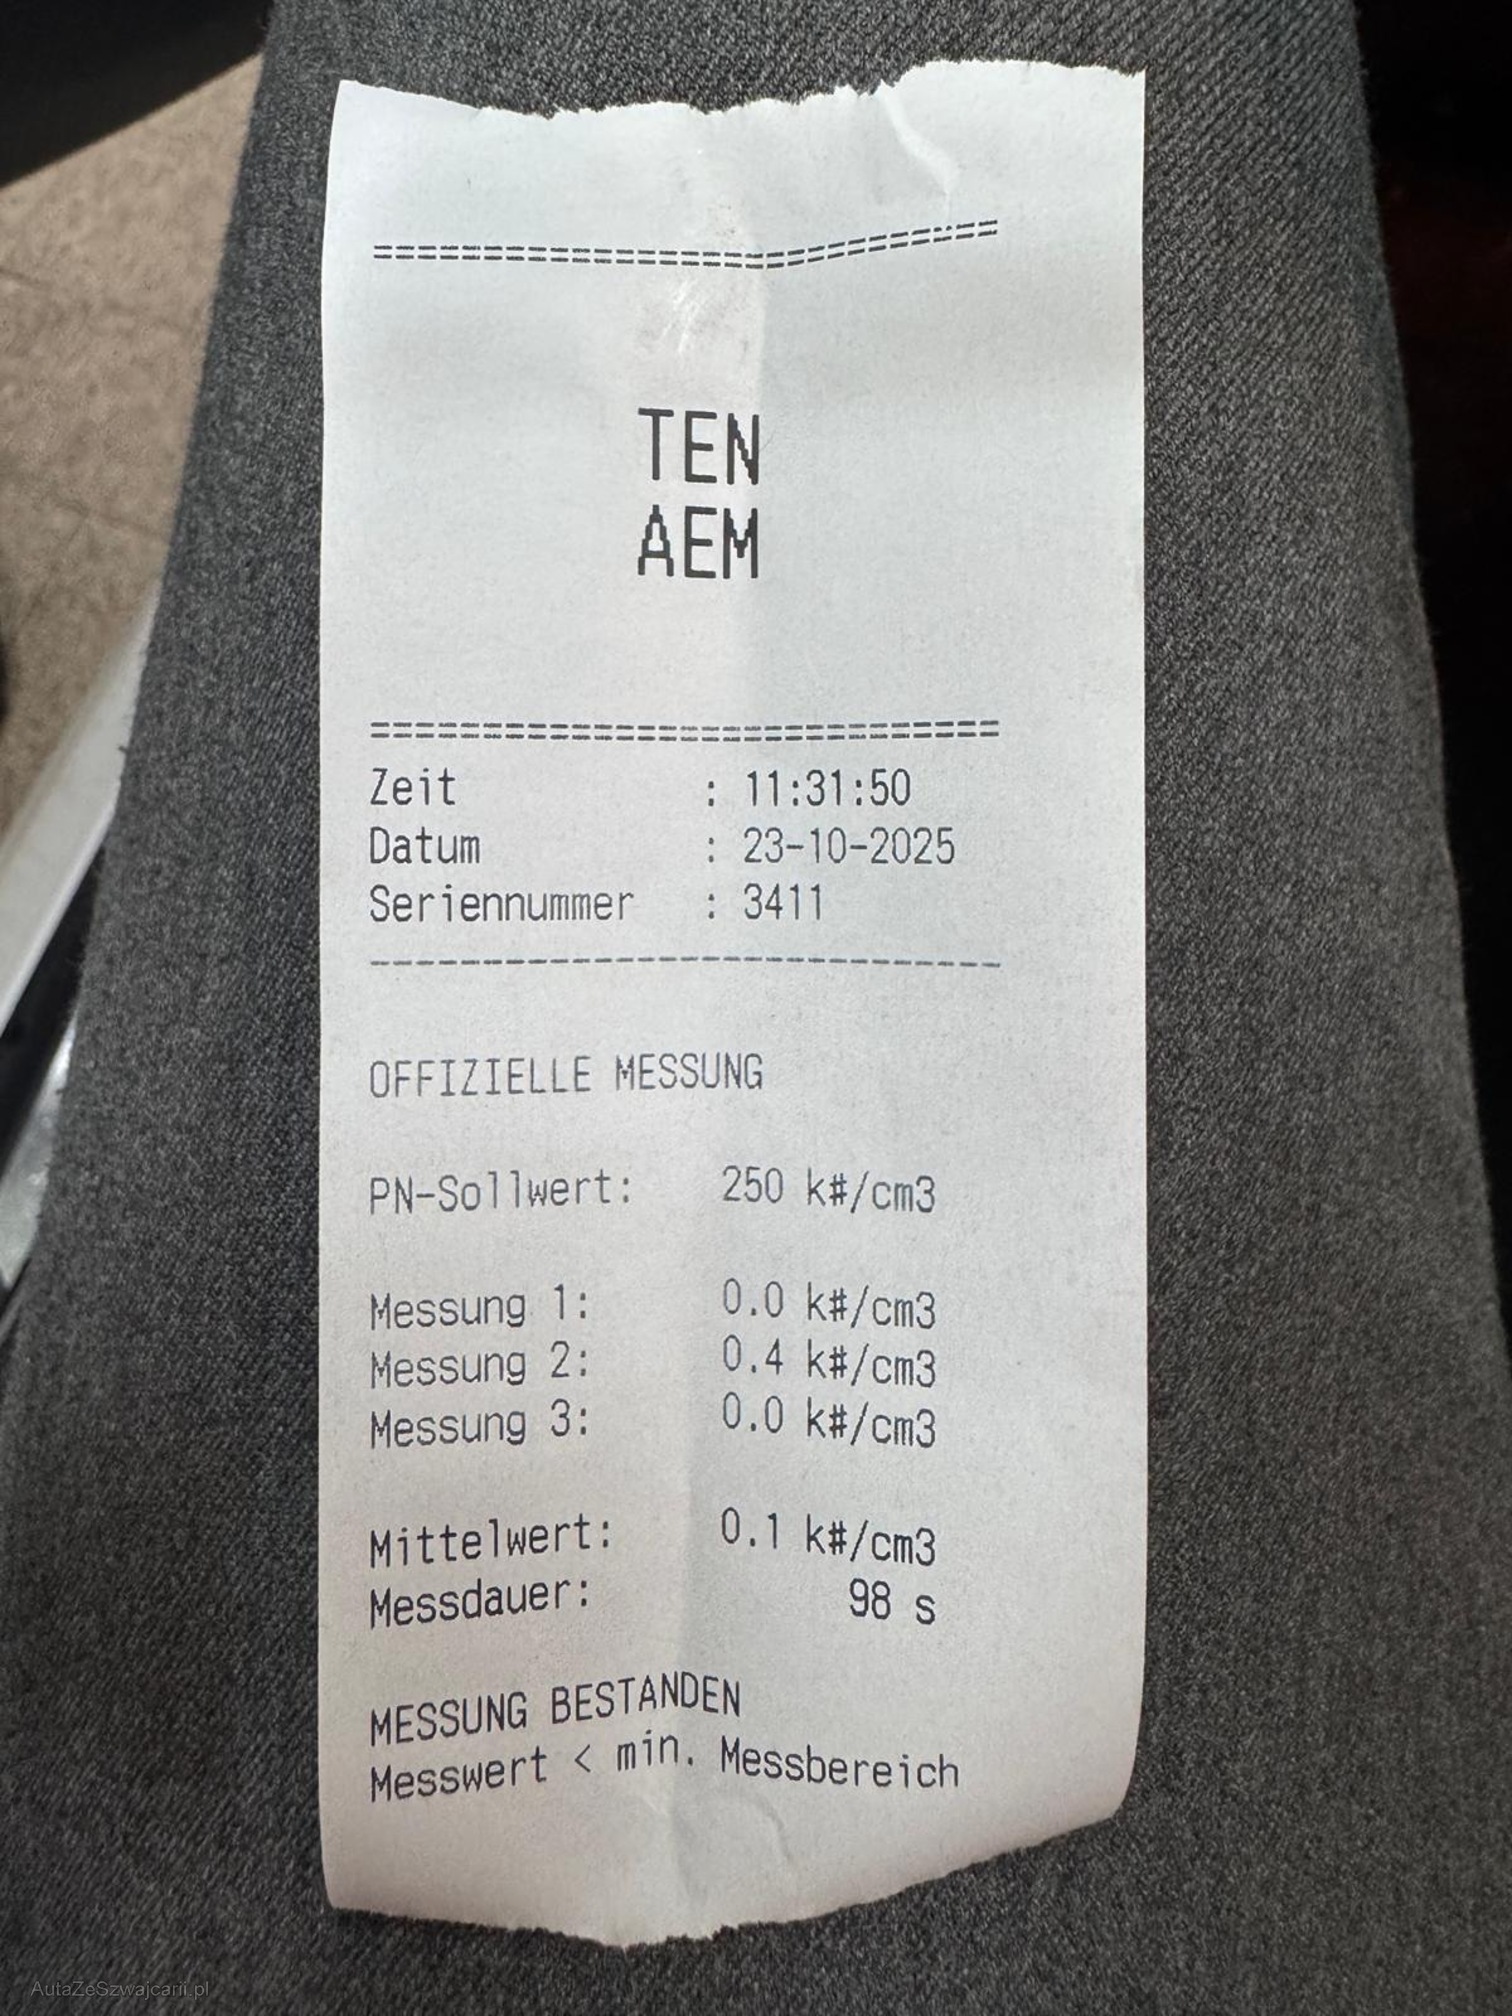 ============================
TEN
AEM
============================
Zeit : 11:31:50
Datum : 23-10-2025
Seriennummer : 3411
----------------------------
OFFIZIELLE MESSUNG
PN-Sollwert: 250 k#/cm3
Messung 1: 0.0 k#/cm3
Messung 2: 0.4 k#/cm3
Messung 3: 0.0 k#/cm3
Mittelwert: 0.1 k#/cm3
Messdauer: 98 s
MESSUNG BESTANDEN
Messwert < min. Messbereich
AutaZeSzwajcarii.pl